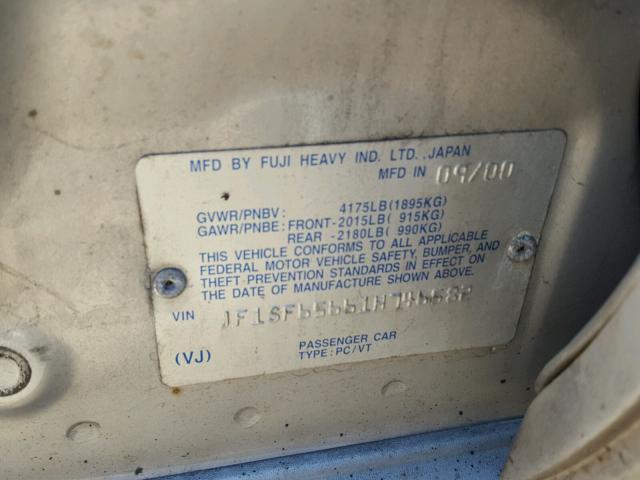 MFD BY FUJI HEAVY IND. LTD. JAPAN
MFD IN 09/00
GVWR/PNBV: 4175LB(1895KG)
GAWR/PNBE: FRONT-2015LB( 915KG)
REAR -2180LB( 990KG)
THIS VEHICLE CONFORMS TO ALL APPLICABLE
FEDERAL MOTOR VEHICLE SAFETY, BUMPER, AND
THEFT PREVENTION STANDARDS IN EFFECT ON
THE DATE OF MANUFACTURE SHOWN ABOVE.
VIN
(VJ) PASSENGER CAR
TYPE: PC/VT